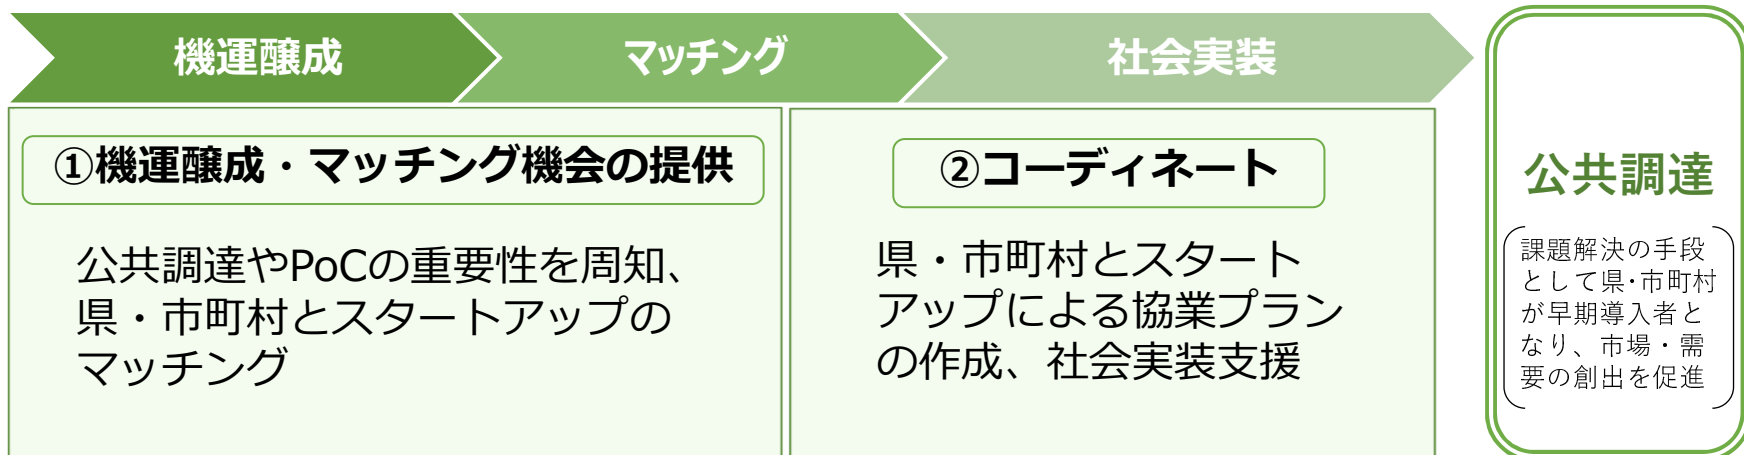 機運醸成
マッチング
社会実装
①機運醸成・マッチング機会の提供
公共調達やPoCの重要性を周知、
県・市町村とスタートアップの
マッチング
②コーディネート
県・市町村とスタート
アップによる協業プラン
の作成、社会実装支援
公共調達
課題解決の手段
として県・市町村
が早期導入者と
なり、市場・需
要の創出を促進